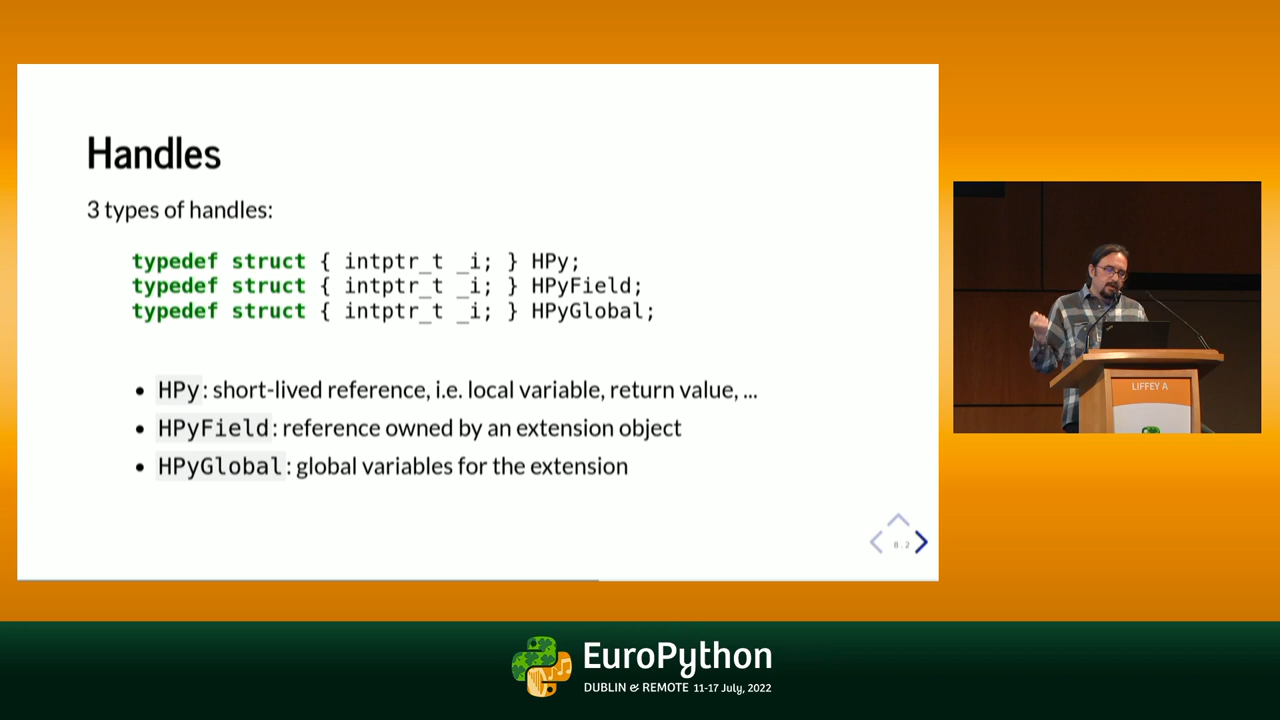 Handles
3 types of handles:
typedef struct { intptr_t _i; } HPy;
typedef struct { intptr_t _i; } HPyField;
typedef struct { intptr_t _i; } HPyGlobal;
• HPy: short-lived reference, i.e. local variable, return value, ...
• HPyField: reference owned by an extension object
• HPyGlobal: global variables for the extension
8.2
LIFFEY A
EuroPython
DUBLIN & REMOTE 11-17 July, 2022